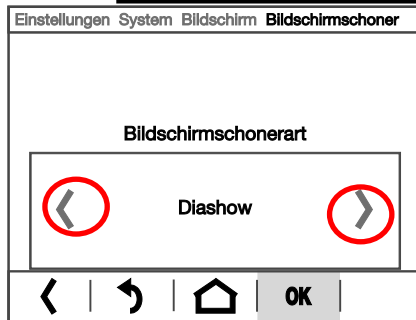 Einstellungen System Bildschirm Bildschirmschoner
Bildschirmschonerart
Diashow
OK